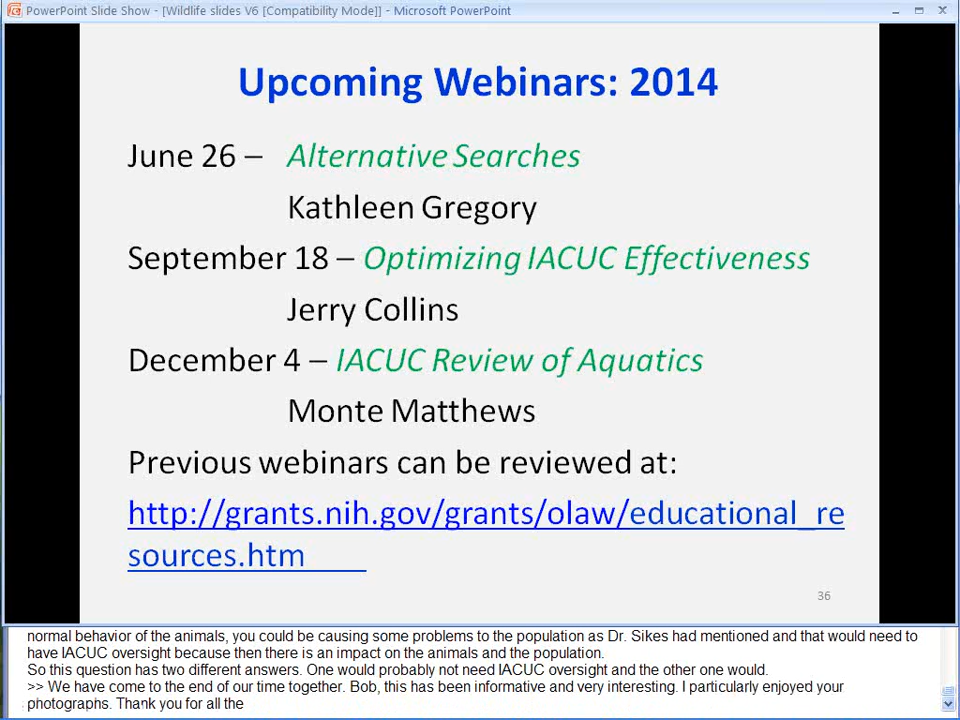 PowerPoint Slide Show - [Wildlife slides V6 [Compatibility Mode]] - Microsoft PowerPoint
Upcoming Webinars: 2014
June 26 – Alternative Searches
Kathleen Gregory
September 18 – Optimizing IACUC Effectiveness
Jerry Collins
December 4 – IACUC Review of Aquatics
Monte Matthews
Previous webinars can be reviewed at:
http://grants.nih.gov/grants/olaw/educational_re
sources.htm
36
normal behavior of the animals, you could be causing some problems to the population as Dr. Sikes had mentioned and that would need to
have IACUC oversight because then there is an impact on the animals and the population.
So this question has two different answers. One would probably not need IACUC oversight and the other one would.
>> We have come to the end of our time together. Bob, this has been informative and very interesting. I particularly enjoyed your
photographs. Thank you for all the